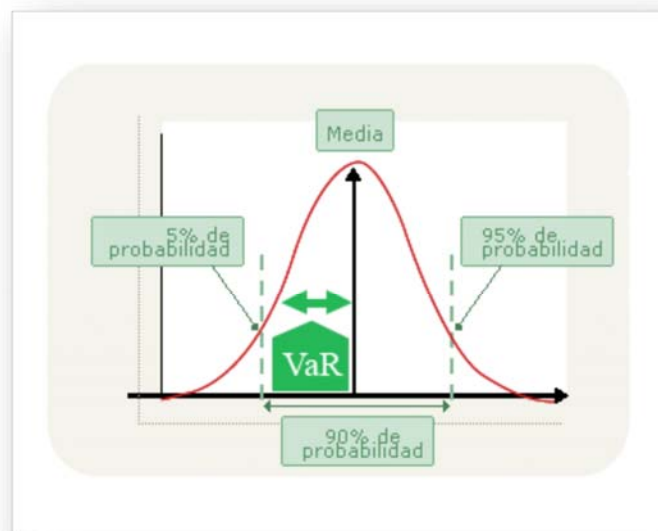 Media
5% de
probabilidad
95% de
probabilidad
VaR
90% de
probabilidad